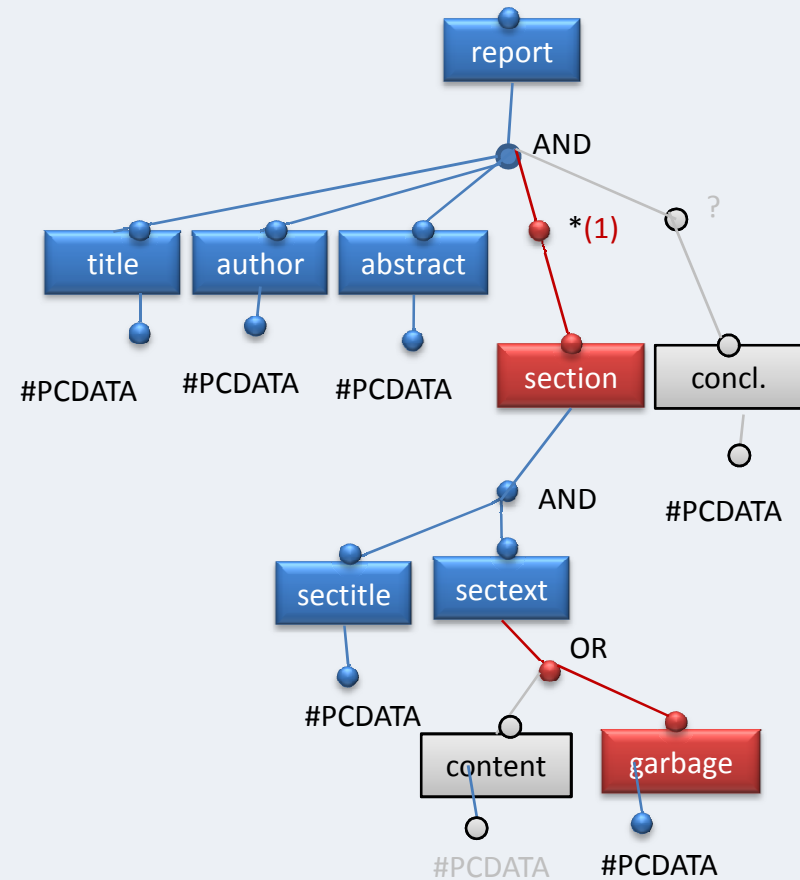 report
AND
?
*(1)
title
author
abstract
section
concl.
#PCDATA
#PCDATA
#PCDATA
AND
#PCDATA
sectitle
sectext
OR
#PCDATA
content
garbage
#PCDATA
#PCDATA